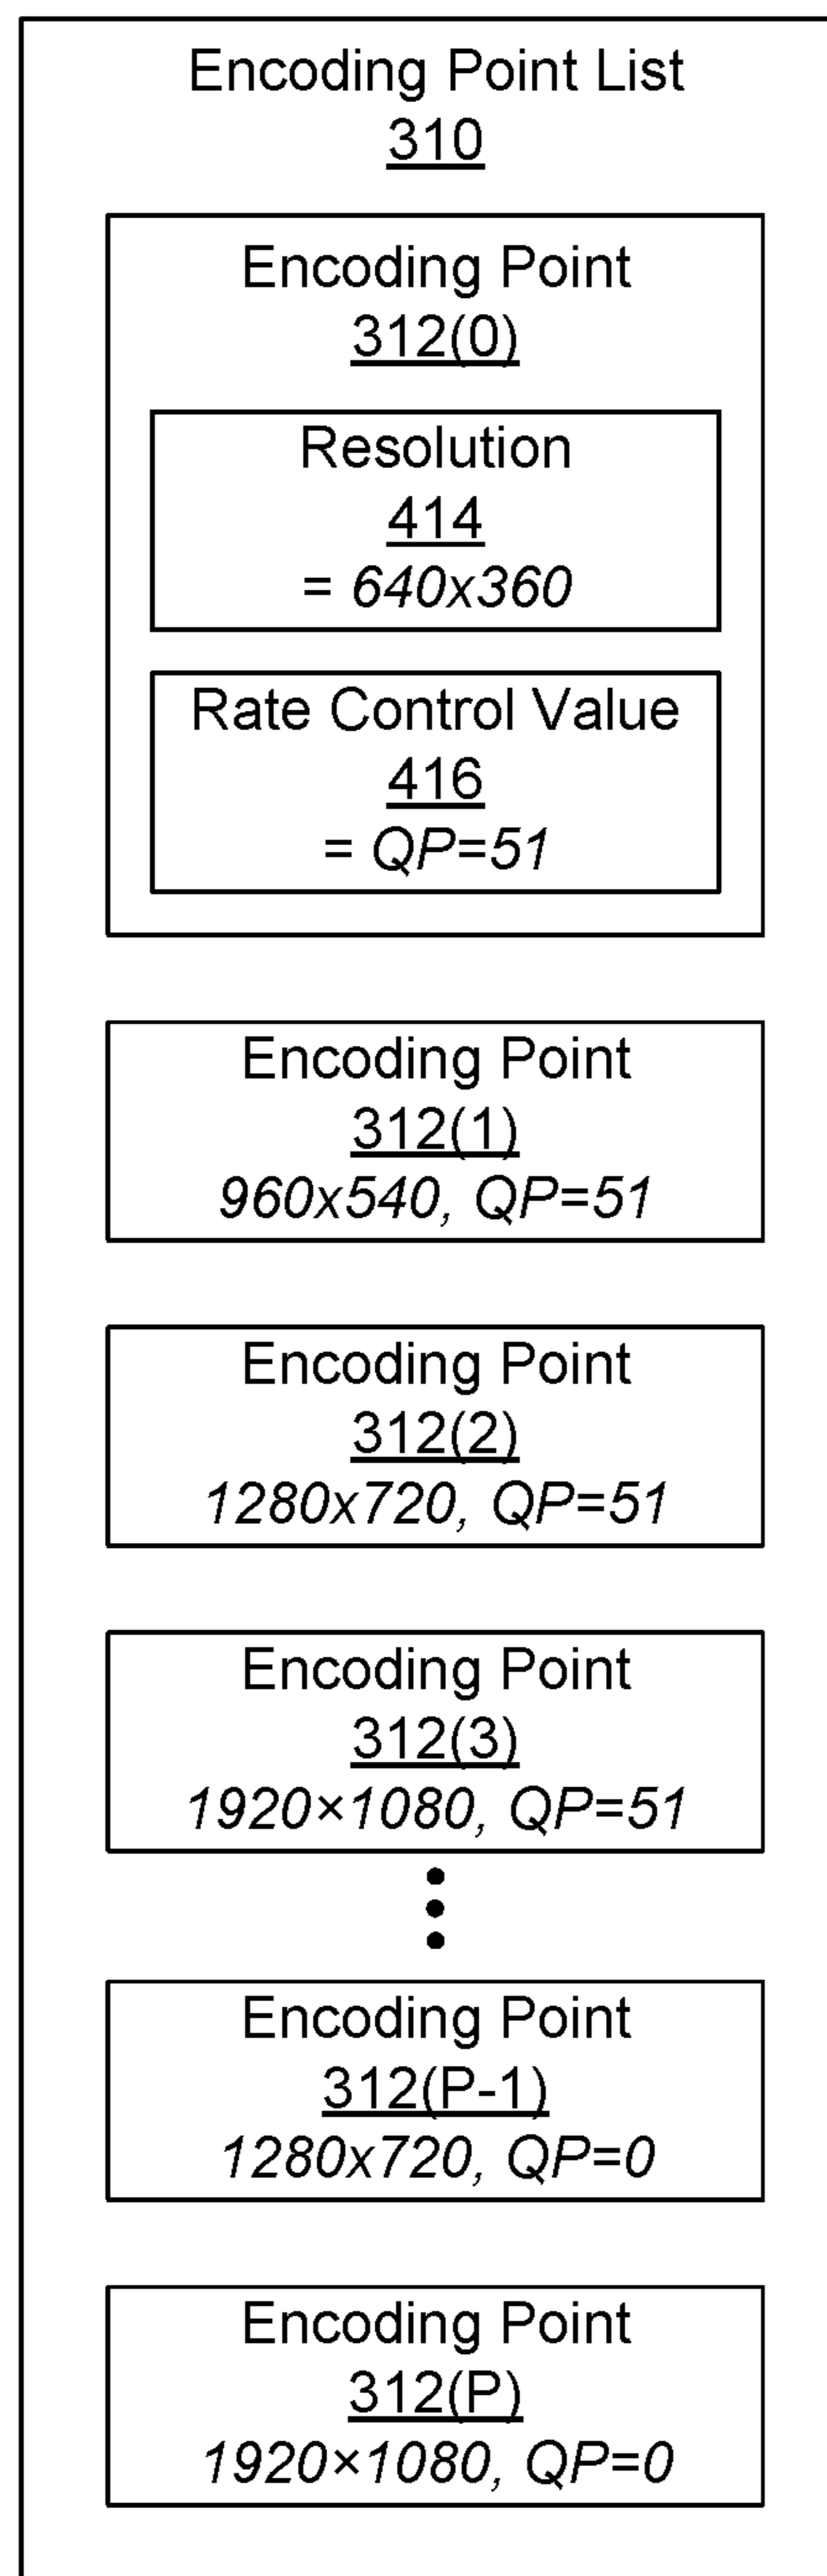 Encoding Point List
310
Encoding Point
312(0)
Resolution
414
= 640x360
Rate Control Value
416
= QP=51
Encoding Point
312(1)
960x540, QP=51
Encoding Point
312(2)
1280x720, QP=51
Encoding Point
312(3)
1920×1080, QP=51
Encoding Point
312(P-1)
1280x720, QP=0
Encoding Point
312(P)
1920×1080, QP=0